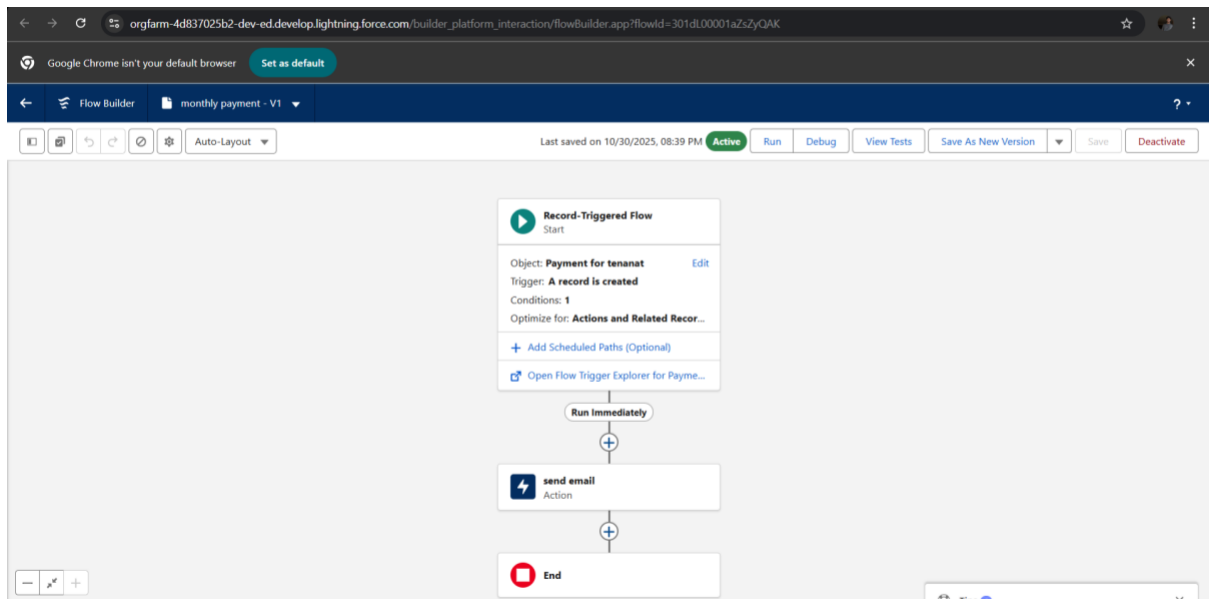 orgfarm-4d837025b2-dev-ed.develop.lightning.force.com/builder_platform_interaction/flowBuilder.app?flowId=301dL00001aZsZyQAK
Google Chrome isn't your default browser Set as default
Flow Builder monthly payment - V1 ?
Auto-Layout Last saved on 10/30/2025, 08:39 PM Active Run Debug View Tests Save As New Version Save Deactivate
Record-Triggered Flow
Start
Object: Payment for tenanat Edit
Trigger: A record is created
Conditions: 1
Optimize for: Actions and Related Recor...
+ Add Scheduled Paths (Optional)
Open Flow Trigger Explorer for Payme...
Run Immediately
send email
Action
End